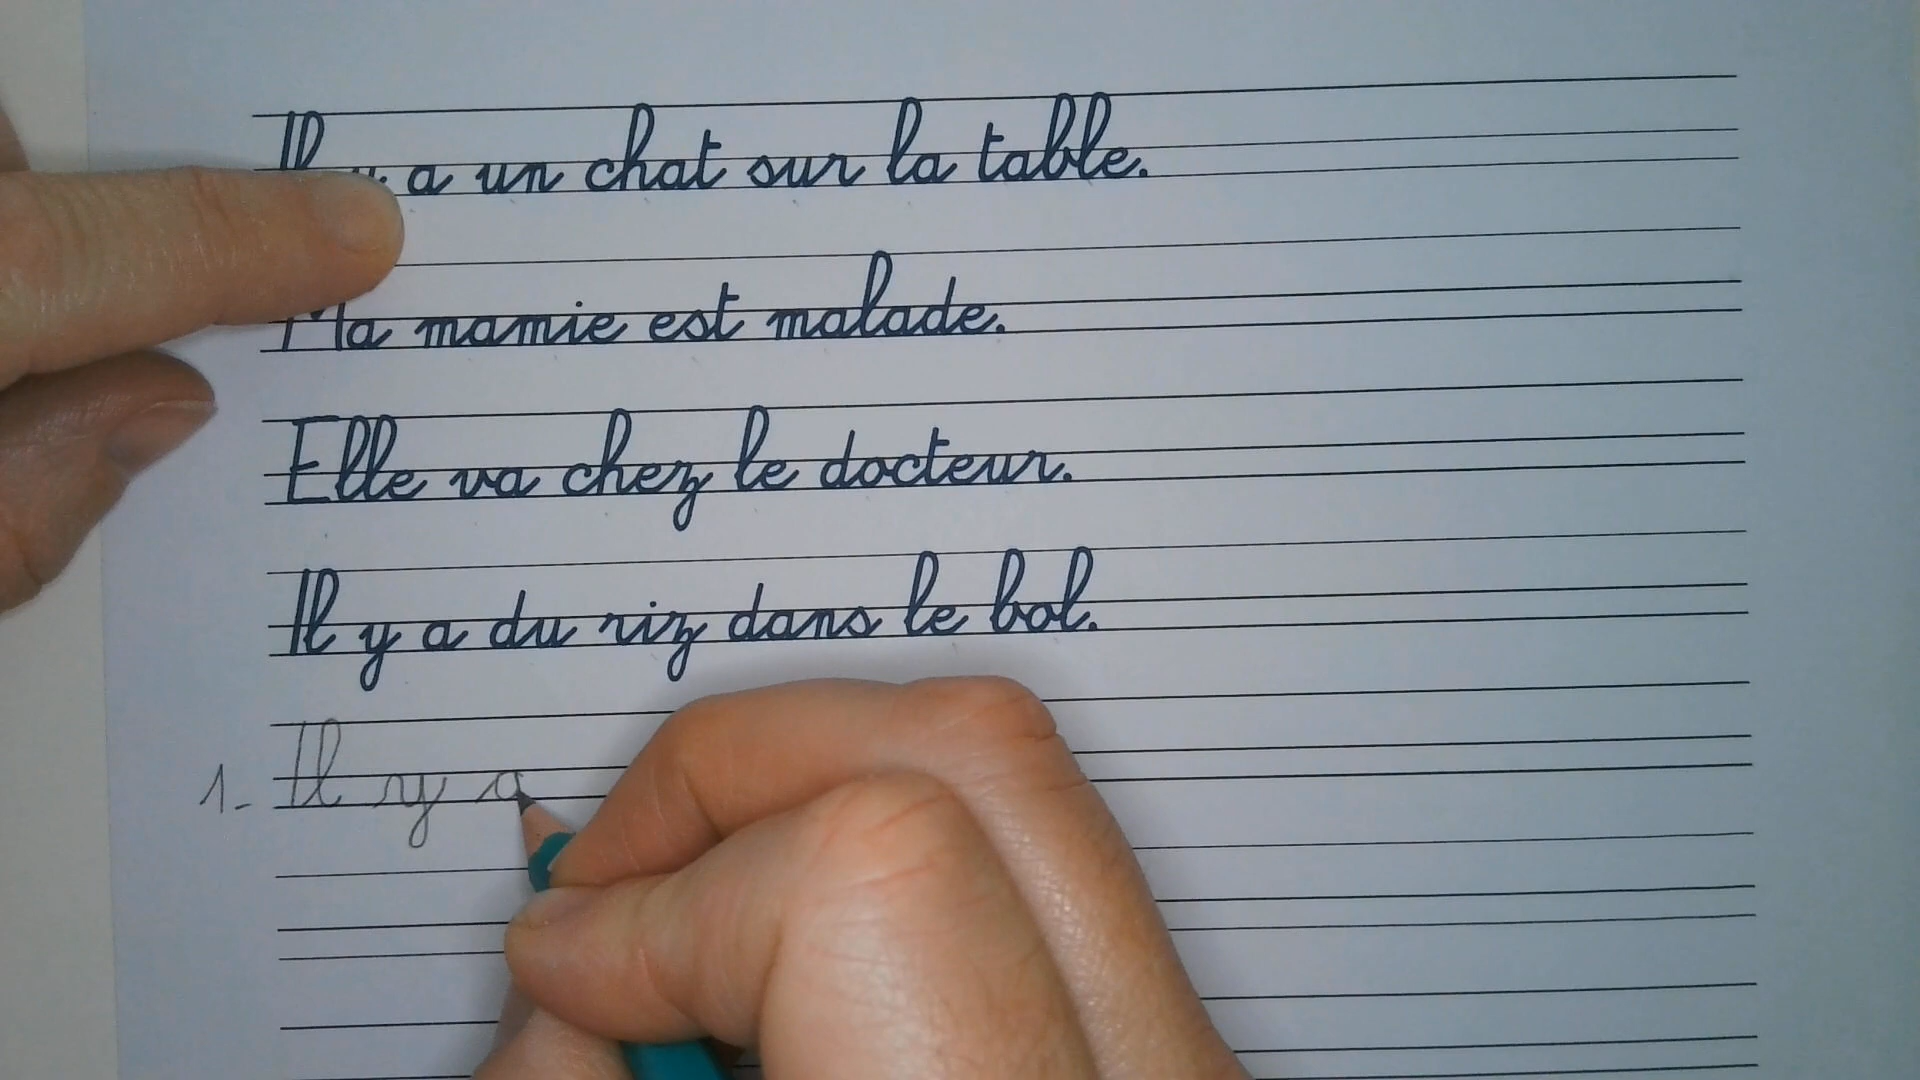 Il y a un chat sur la table.
Ma mamie est malade.
Elle va chez le docteur.
Il y a du riz dans le bol.
1- Il y a